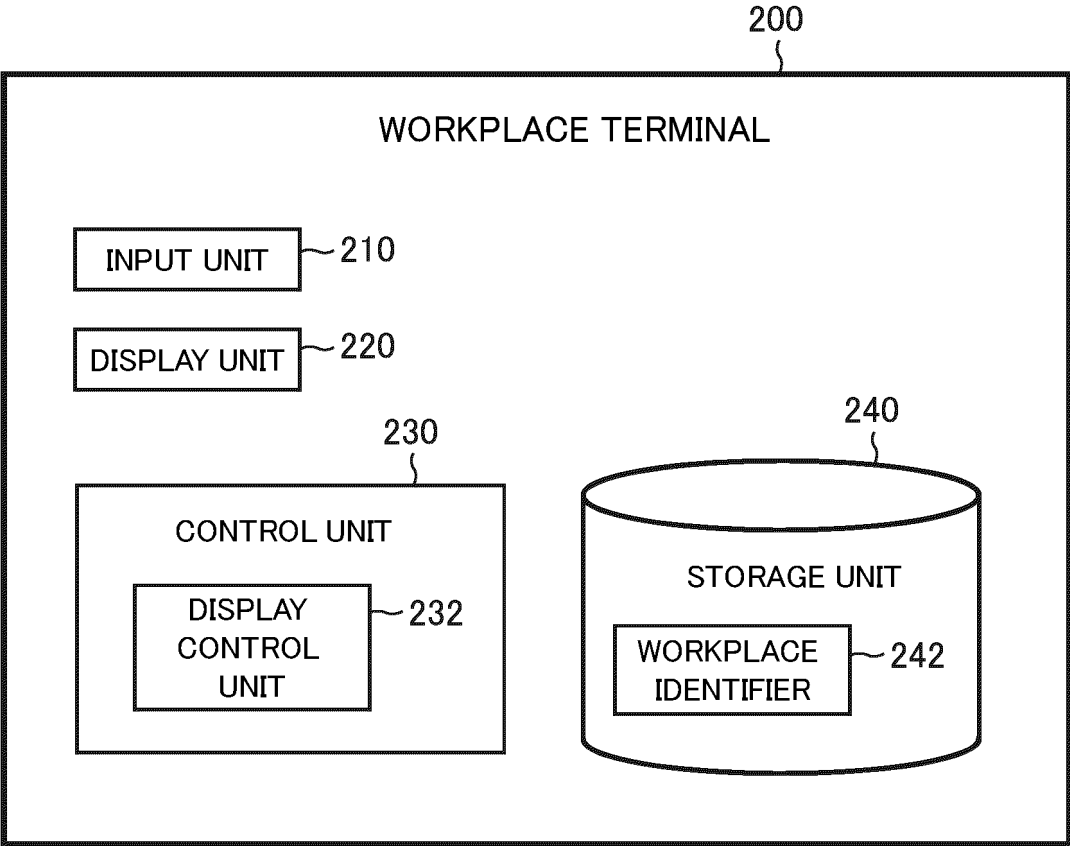 200
WORKPLACE TERMINAL
INPUT UNIT
210
DISPLAY UNIT
220
230
CONTROL UNIT
DISPLAY
CONTROL
UNIT
232
240
STORAGE UNIT
WORKPLACE
IDENTIFIER
242